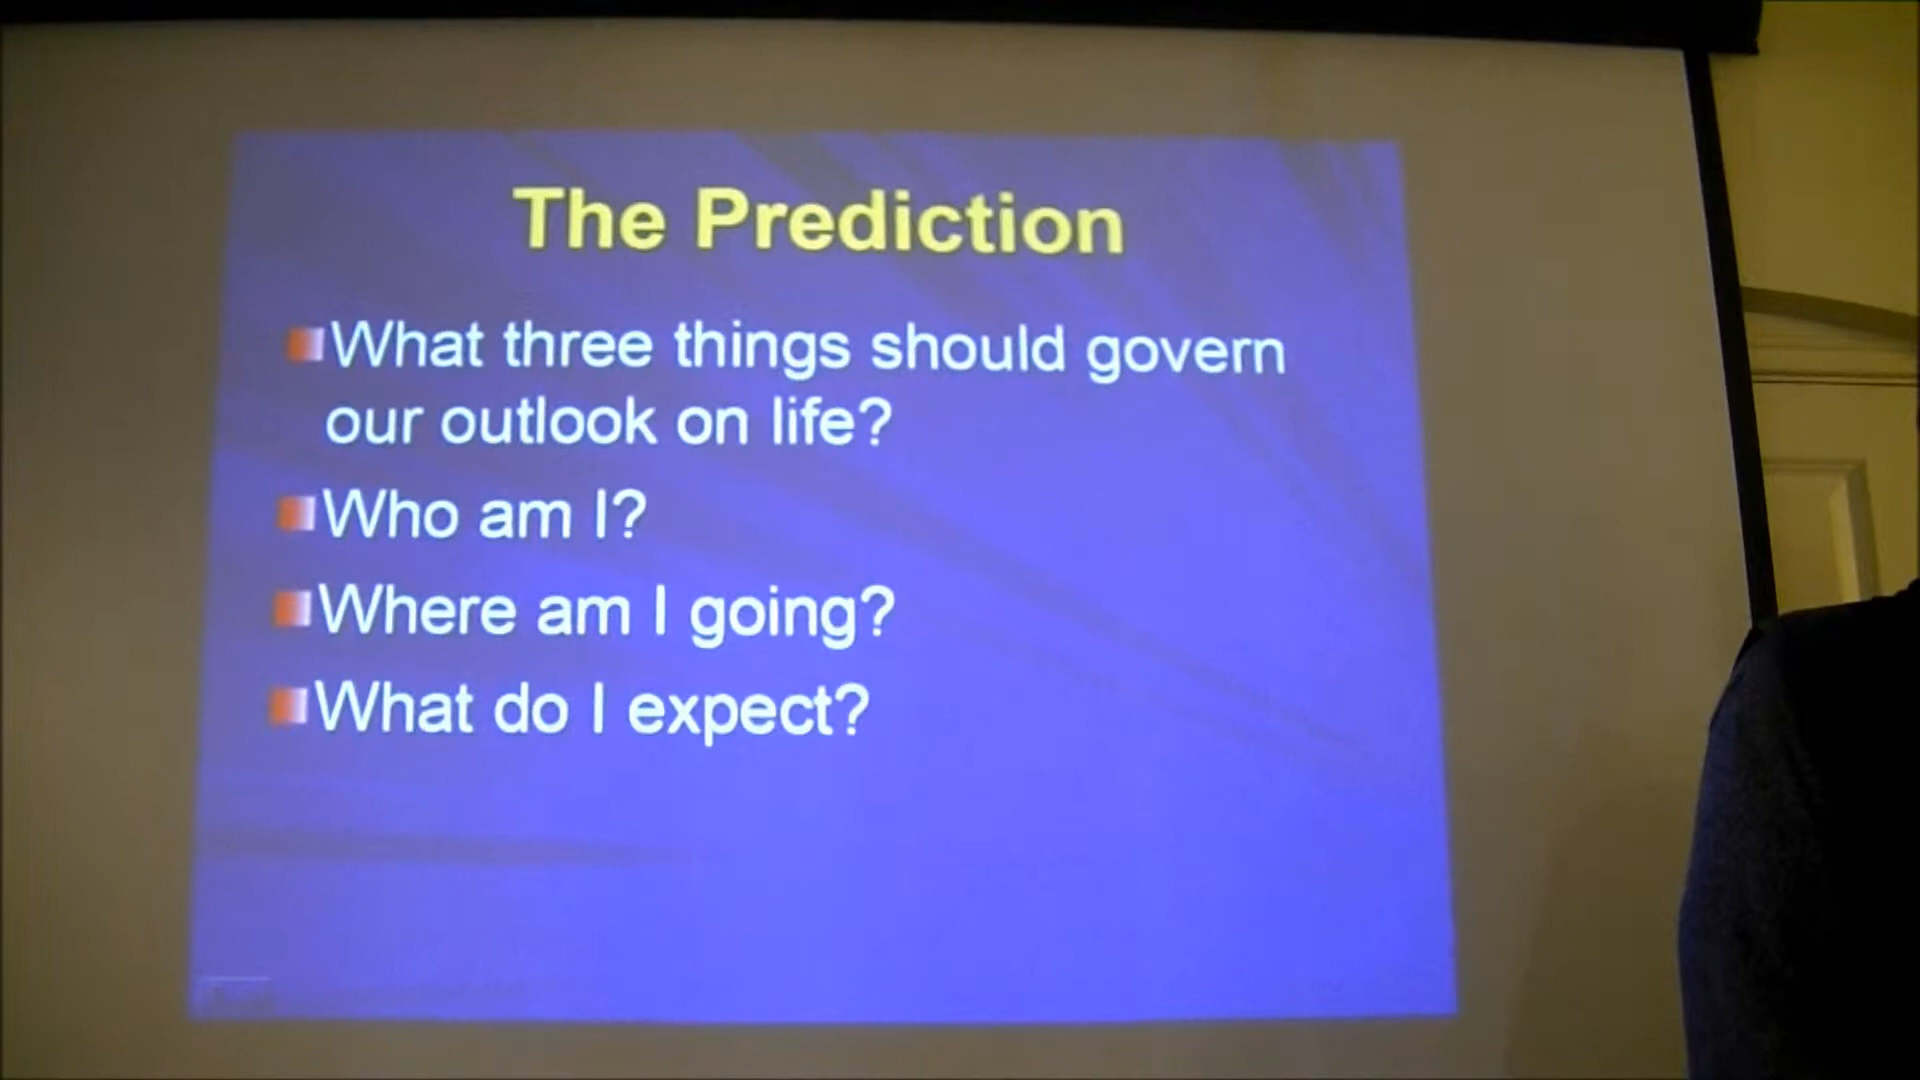 The Prediction
What three things should govern
our outlook on life?
Who am I?
Where am I going?
What do I expect?